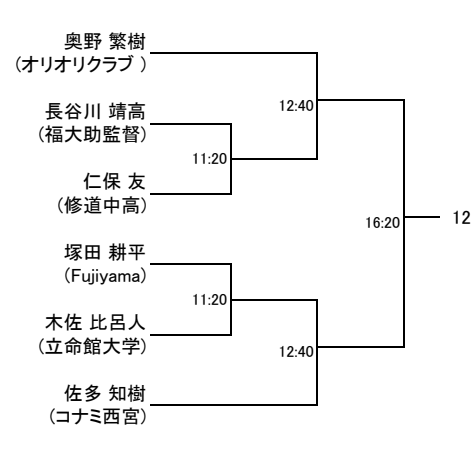 奥野 繁樹
(オリオリクラブ )
12:40
長谷川 靖高
(福大助監督)
11:20
仁保 友
(修道中高)
16:20
12
塚田 耕平
(Fujiyama)
11:20
木佐 比呂人
(立命館大学)
12:40
佐多 知樹
(コナミ西宮)